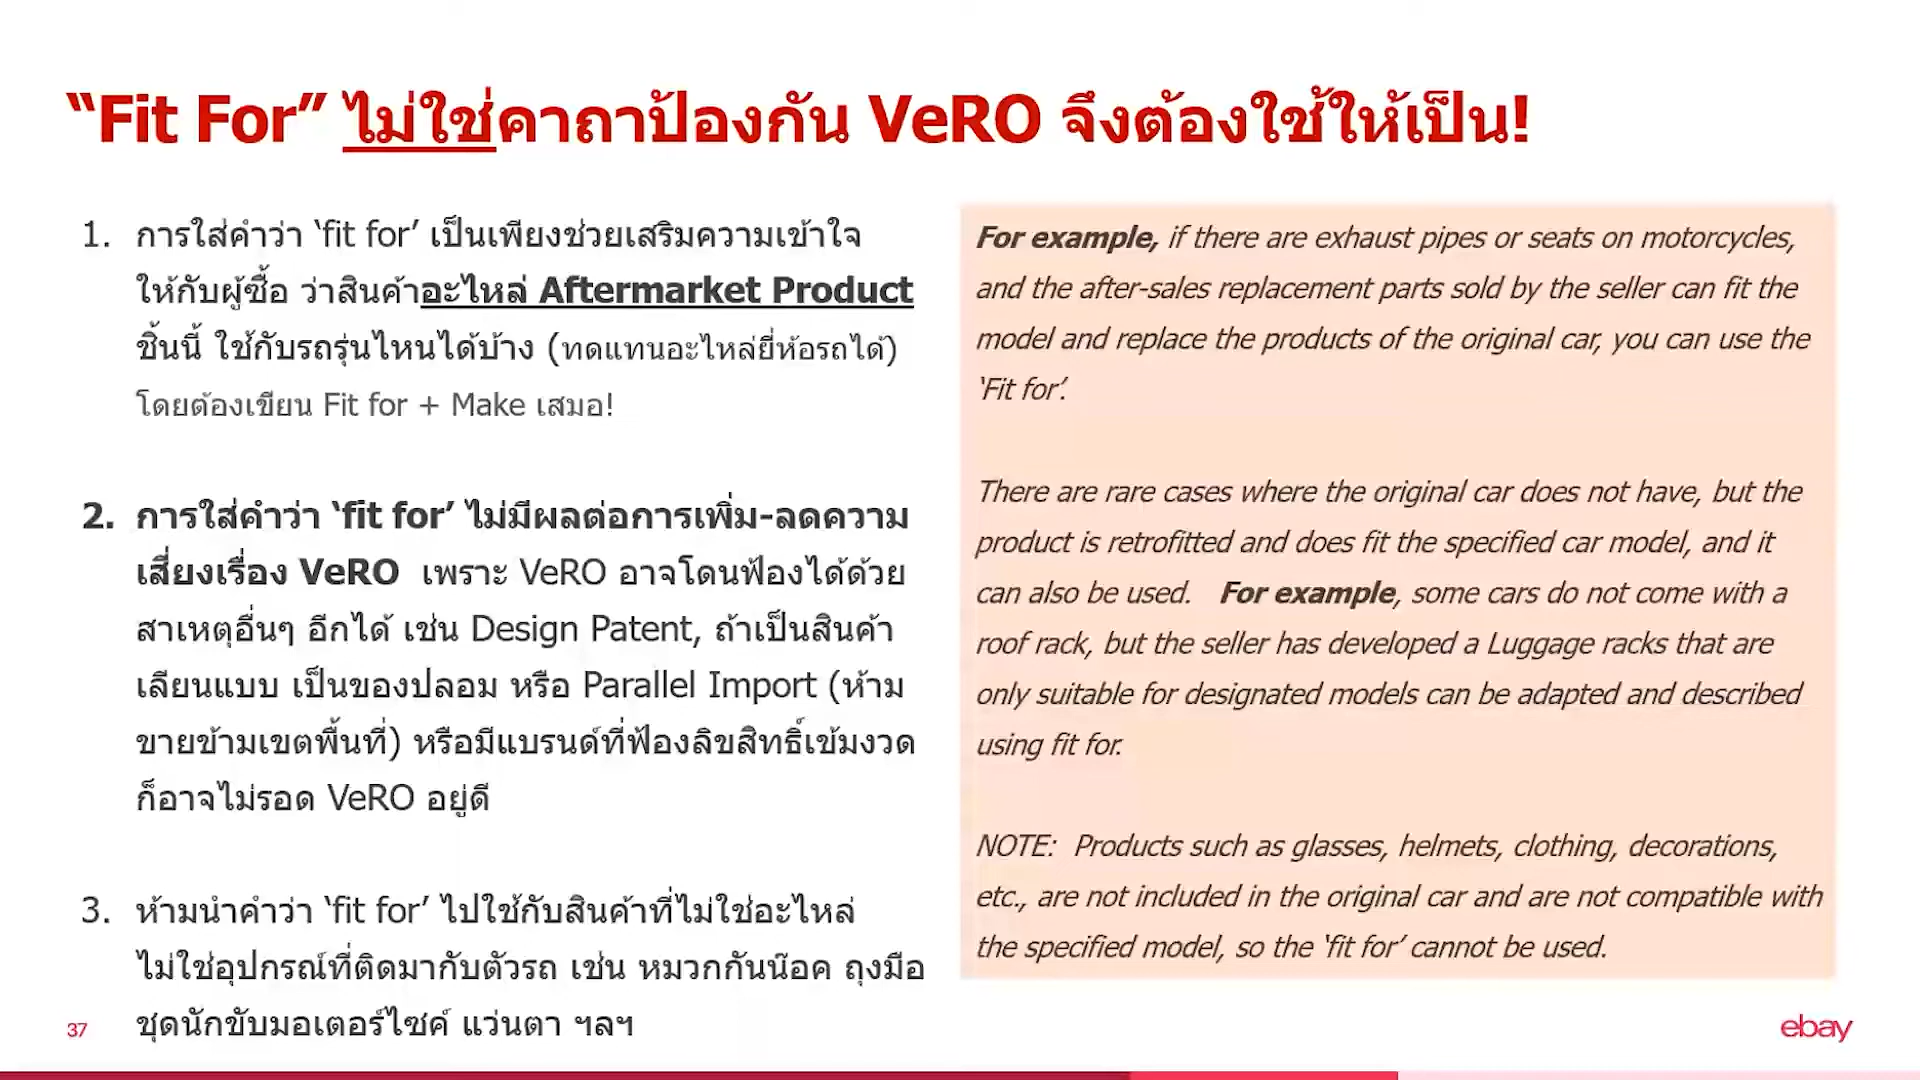 “Fit For” ไม่ใช่คาถาป้องกัน VeRO จึงต้องใช้ให้เป็น!
1. การใส่คำว่า ‘fit for’ เป็นเพียงช่วยเสริมความเข้าใจ
ให้กับผู้ซื้อ ว่าสินค้าอะไหล่ Aftermarket Product
ชิ้นนี้ ใช้กับรถรุ่นไหนได้บ้าง (ทดแทนอะไหล่ยี่ห้อรถได้)
โดยต้องเขียน Fit for + Make เสมอ!
2. การใส่คำว่า ‘fit for’ ไม่มีผลต่อการเพิ่ม-ลดความ
เสี่ยงเรื่อง VeRO เพราะ VeRO อาจโดนฟ้องได้ด้วย
สาเหตุอื่นๆ อีกได้ เช่น Design Patent, ถ้าเป็นสินค้า
เลียนแบบ เป็นของปลอม หรือ Parallel Import (ห้าม
ขายข้ามเขตพื้นที่) หรือมีแบรนด์ที่ฟ้องลิขสิทธิ์เข้มงวด
ก็อาจไม่รอด VeRO อยู่ดี
3. ห้ามนำคำว่า ‘fit for’ ไปใช้กับสินค้าที่ไม่ใช่อะไหล่
ไม่ใช่อุปกรณ์ที่ติดมากับตัวรถ เช่น หมวกกันน๊อค ถุงมือ
ชุดนักขับมอเตอร์ไซค์ แว่นตา ฯลฯ
For example, if there are exhaust pipes or seats on motorcycles,
and the after-sales replacement parts sold by the seller can fit the
model and replace the products of the original car, you can use the
‘Fit for’.
There are rare cases where the original car does not have, but the
product is retrofitted and does fit the specified car model, and it
can also be used. For example, some cars do not come with a
roof rack, but the seller has developed a Luggage racks that are
only suitable for designated models can be adapted and described
using fit for.
NOTE: Products such as glasses, helmets, clothing, decorations,
etc., are not included in the original car and are not compatible with
the specified model, so the ‘fit for’ cannot be used.
37
ebay